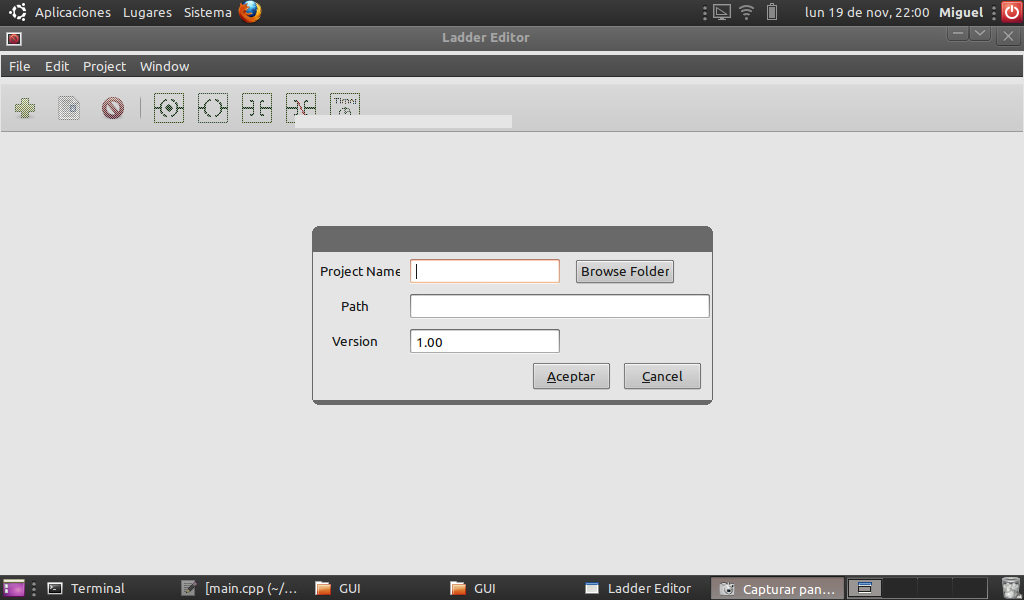 Aplicaciones Lugares Sistema lun 19 de nov, 22:00 Miguel
Ladder Editor
File Edit Project Window
Timer
Project Name Browse Folder
Path
Version 1.00
Aceptar Cancel
Terminal [main.cpp (~/... GUI GUI Ladder Editor Capturar pan...